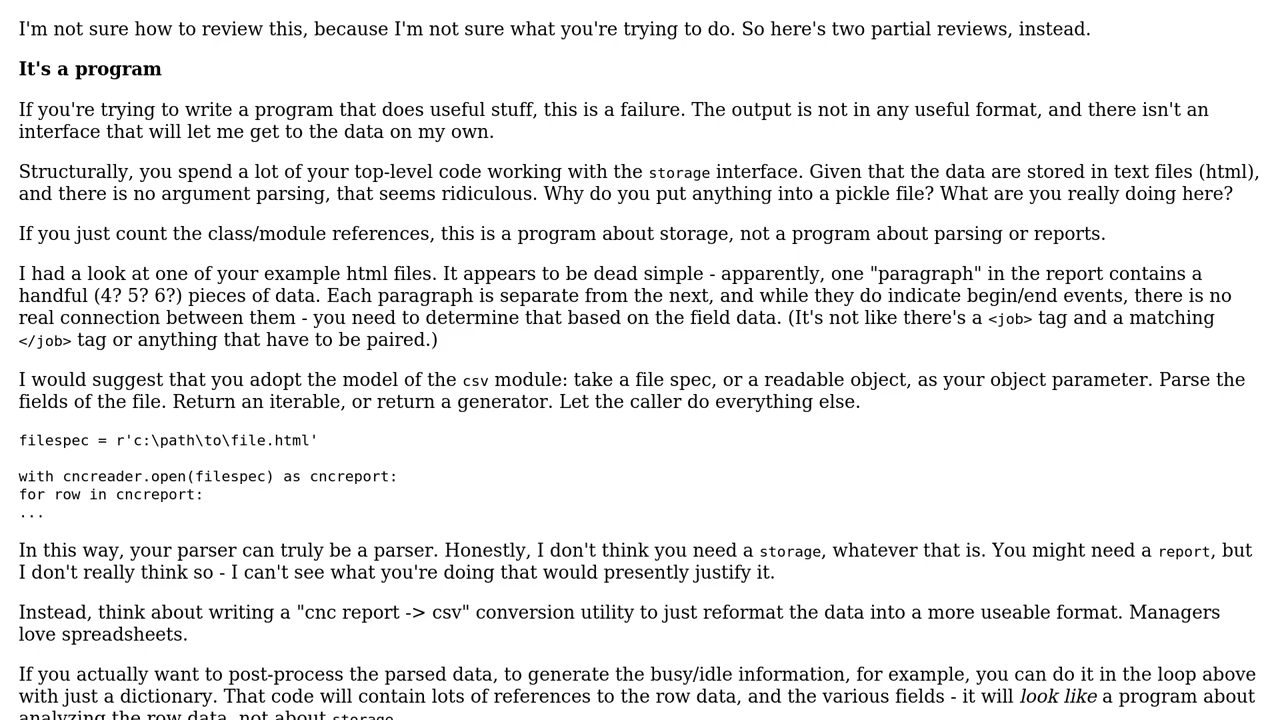 I'm not sure how to review this, because I'm not sure what you're trying to do. So here's two partial reviews, instead.
It's a program
If you're trying to write a program that does useful stuff, this is a failure. The output is not in any useful format, and there isn't an
interface that will let me get to the data on my own.
Structurally, you spend a lot of your top-level code working with the storage interface. Given that the data are stored in text files (html),
and there is no argument parsing, that seems ridiculous. Why do you put anything into a pickle file? What are you really doing here?
If you just count the class/module references, this is a program about storage, not a program about parsing or reports.
I had a look at one of your example html files. It appears to be dead simple - apparently, one "paragraph" in the report contains a
handful (4? 5? 6?) pieces of data. Each paragraph is separate from the next, and while they do indicate begin/end events, there is no
real connection between them - you need to determine that based on the field data. (It's not like there's a <job> tag and a matching
</job> tag or anything that have to be paired.)
I would suggest that you adopt the model of the csv module: take a file spec, or a readable object, as your object parameter. Parse the
fields of the file. Return an iterable, or return a generator. Let the caller do everything else.
filespec = r'c:\path\to\file.html'
with cncreader.open(filespec) as cncreport:
for row in cncreport:
...
In this way, your parser can truly be a parser. Honestly, I don't think you need a storage, whatever that is. You might need a report, but
I don't really think so - I can't see what you're doing that would presently justify it.
Instead, think about writing a "cnc report -> csv" conversion utility to just reformat the data into a more useable format. Managers
love spreadsheets.
If you actually want to post-process the parsed data, to generate the busy/idle information, for example, you can do it in the loop above
with just a dictionary. That code will contain lots of references to the row data, and the various fields - it will look like a program about
analyzing the row data, not about storage.